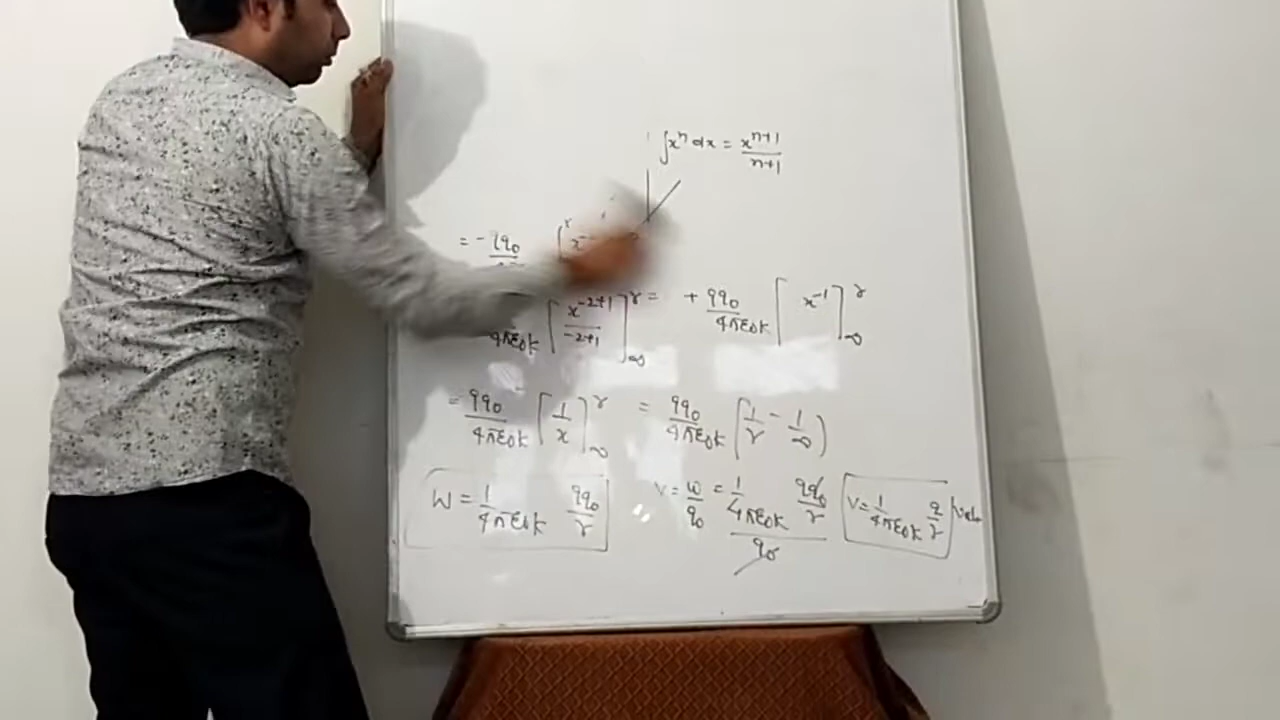 ∫xⁿ dx = xⁿ⁺¹/n+1
= -qq₀
4πε₀k [x⁻²⁺¹/-2+1]^r_∞ = + qq₀/4πε₀k [x⁻¹]^r_∞
= qq₀/4πε₀k [1/x]^r_∞ = qq₀/4πε₀k [1/r - 1/∞)
W = 1/4πε₀k qq₀/r V = w/q₀ = 1/4πε₀k qq₀/r / q₀ V = 1/4πε₀k q/r